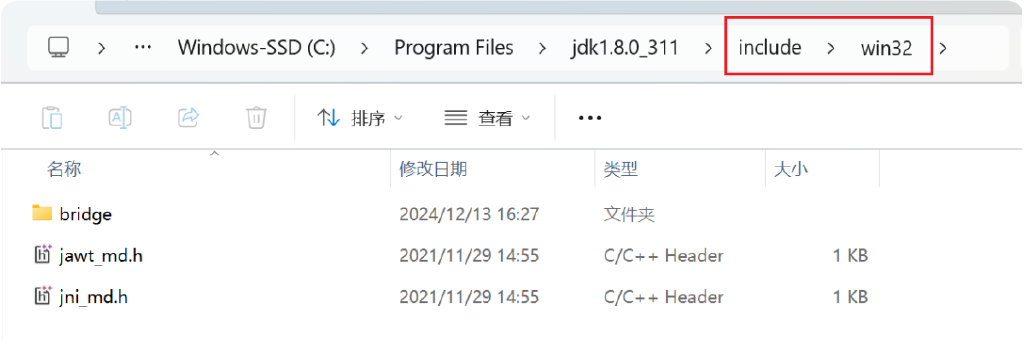 ··· Windows-SSD (C:) > Program Files > jdk1.8.0_311 > include > win32 >
排序 查看 ···
名称 修改日期 类型 大小
bridge 2024/12/13 16:27 文件夹
jawt_md.h 2021/11/29 14:55 C/C++ Header 1 KB
jni_md.h 2021/11/29 14:55 C/C++ Header 1 KB